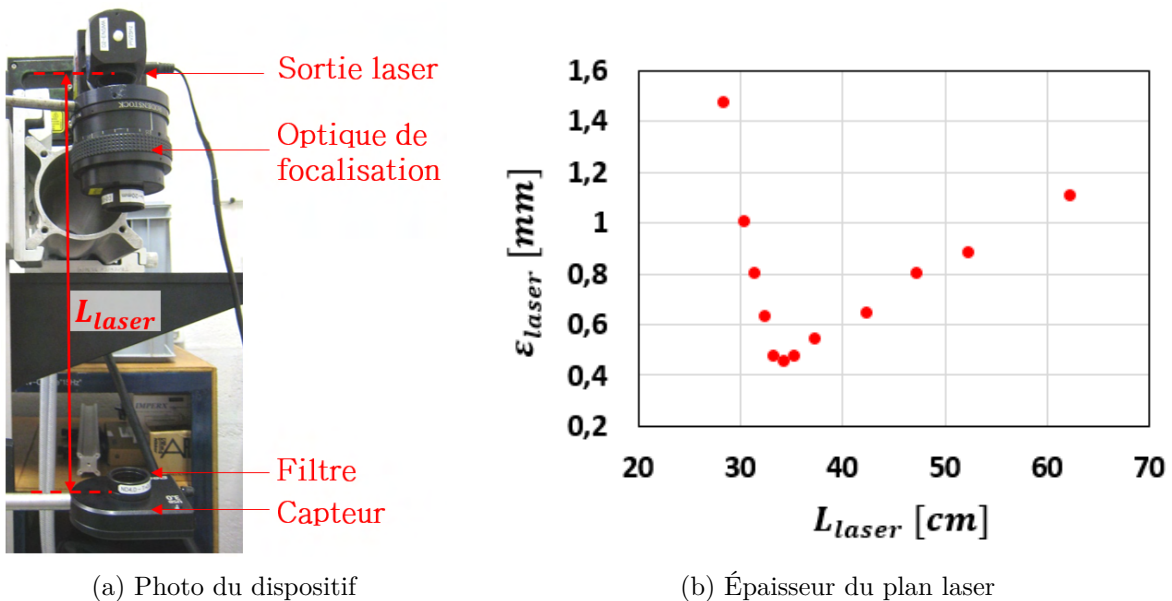 Sortie laser
Optique de
focalisation
L_laser
Filtre
Capteur
(a) Photo du dispositif
ε_laser [mm]
1,6
1,4
1,2
1
0,8
0,6
0,4
0,2
20 30 40 50 60 70
L_laser [cm]
(b) Épaisseur du plan laser